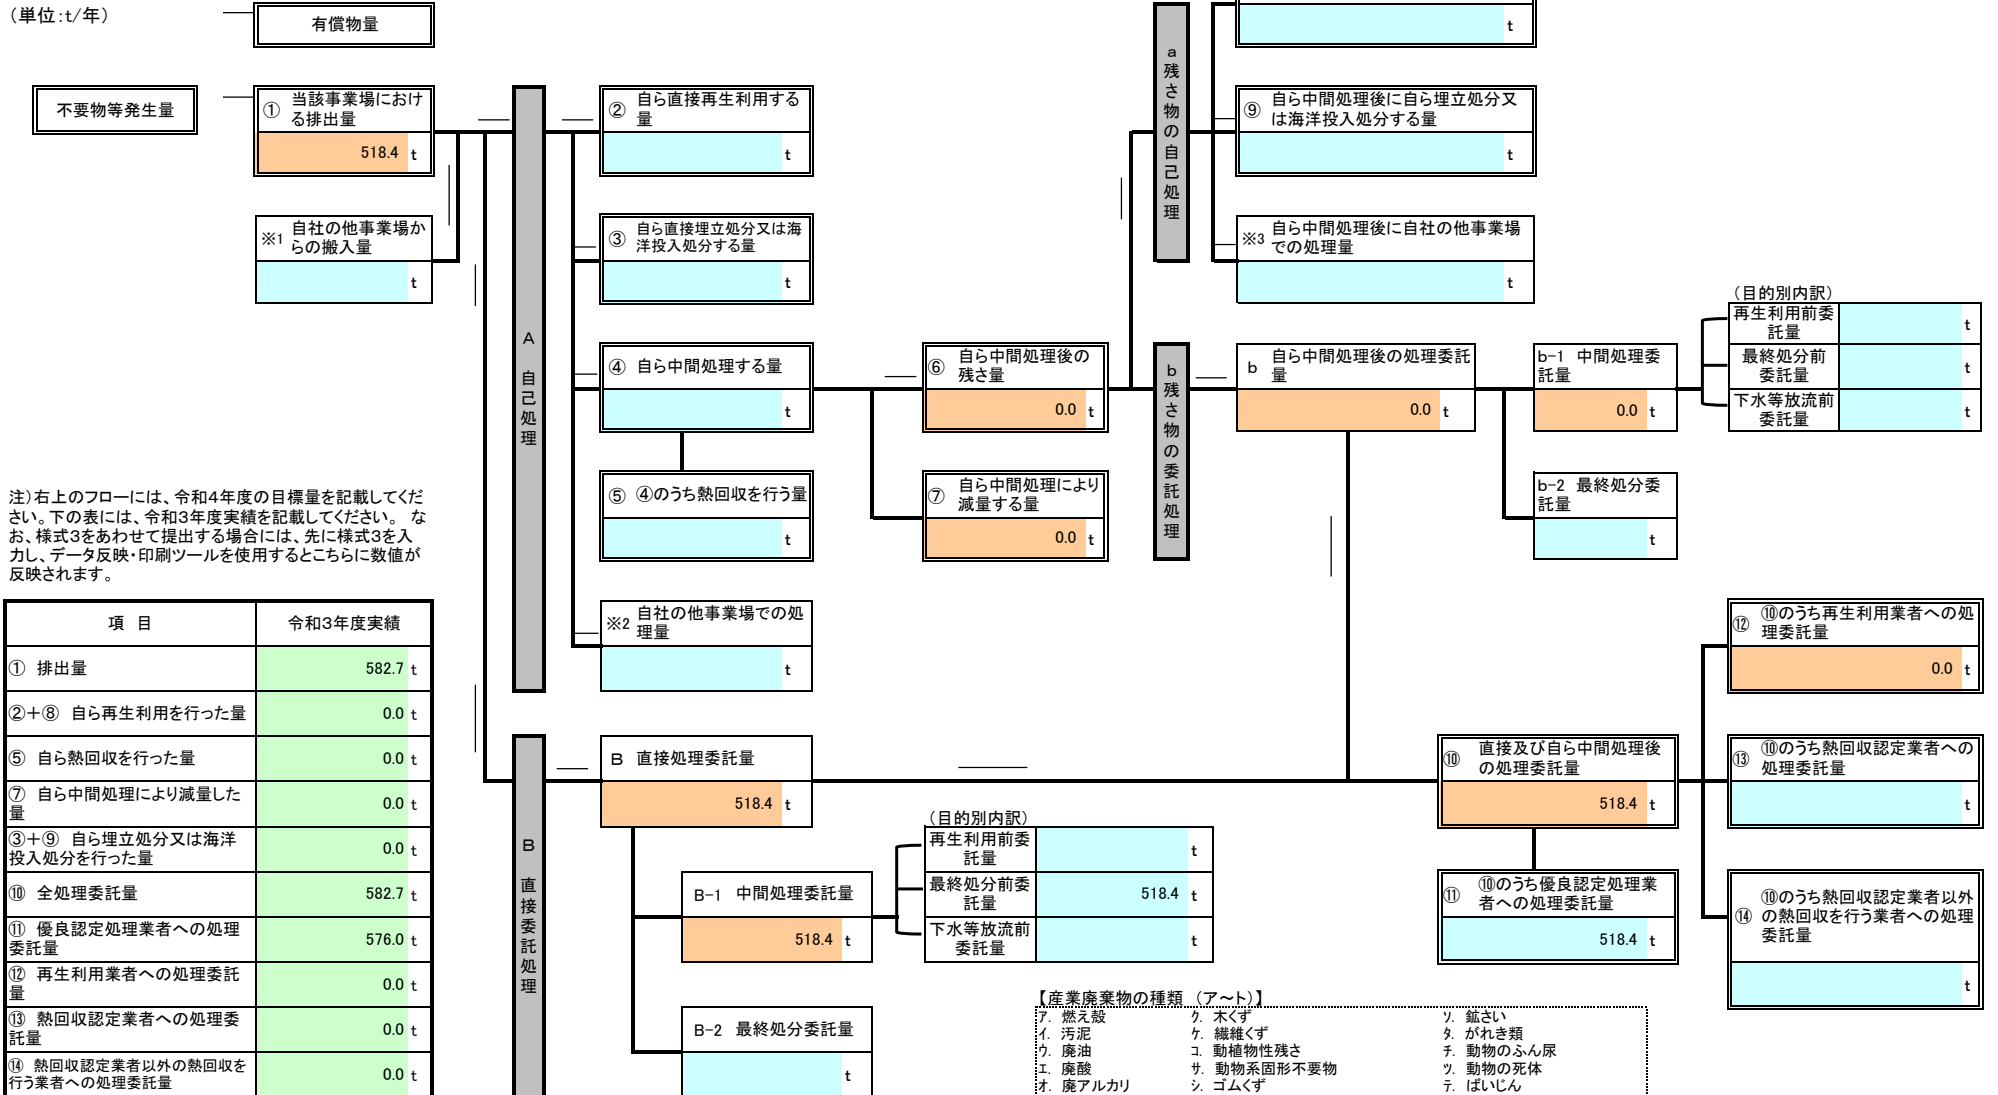 （単位:t/年）
有償物量
t
不要物等発生量
① 当該事業場におけ
る排出量
518.4 t
※1 自社の他事業場か
らの搬入量
t
A 自己処理
② 自ら直接再生利用する
量
t
③ 自ら直接埋立処分又は海
洋投入処分する量
t
④ 自ら中間処理する量
t
⑤ ④のうち熱回収を行う量
t
※2 自社の他事業場での処
理量
t
⑥ 自ら中間処理後の
残さ量
0.0 t
⑦ 自ら中間処理により
減量する量
0.0 t
a 残さ物の自己処理
⑨ 自ら中間処理後に自ら埋立処分又
は海洋投入処分する量
t
※3 自ら中間処理後に自社の他事業場
での処理量
t
b 残さ物の委託処理
b 自ら中間処理後の処理委託
量
0.0 t
b-1 中間処理委
託量
0.0 t
b-2 最終処分委
託量
t
（目的別内訳）
再生利用前委
託量
t
最終処分前
委託量
t
下水等放流前
委託量
t
注）右上のフローには、令和4年度の目標量を記載してくだ
さい。下の表には、令和3年度実績を記載してください。 な
お、様式3をあわせて提出する場合には、先に様式3を入
力し、データ反映・印刷ツールを使用するとこちらに数値が
反映されます。
項 目 令和3年度実績
① 排出量 582.7 t
②+⑧ 自ら再生利用を行った量 0.0 t
⑤ 自ら熱回収を行った量 0.0 t
⑦ 自ら中間処理により減量した
量 0.0 t
③+⑨ 自ら埋立処分又は海洋
投入処分を行った量 0.0 t
⑩ 全処理委託量 582.7 t
⑪ 優良認定処理業者への処理
委託量 576.0 t
⑫ 再生利用業者への処理委託
量 0.0 t
⑬ 熱回収認定業者への処理委
託量 0.0 t
⑭ 熱回収認定業者以外の熱回収を
行う業者への処理委託量 0.0 t
B 直接委託処理
B 直接処理委託量
518.4 t
B-1 中間処理委託量
518.4 t
B-2 最終処分委託量
t
（目的別内訳）
再生利用前委
託量
t
最終処分前委
託量
518.4 t
下水等放流前
委託量
t
⑩ 直接及び自ら中間処理後
の処理委託量
518.4 t
⑪ ⑩のうち優良認定処理業
者への処理委託量
518.4 t
⑫ ⑩のうち再生利用業者への処
理委託量
0.0 t
⑬ ⑩のうち熱回収認定業者への
処理委託量
t
⑭ ⑩のうち熱回収認定業者以外
の熱回収を行う業者への処理
委託量
t
【産業廃棄物の種類 （ア～ト）】
ア. 燃え殻 ク. 木くず ソ. 鉱さい
イ. 汚泥 ケ. 繊維くず タ. がれき類
ウ. 廃油 コ. 動植物性残さ チ. 動物のふん尿
エ. 廃酸 サ. 動物系固形不要物 ツ. 動物の死体
オ. 廃アルカリ シ. ゴムくず テ. ばいじん